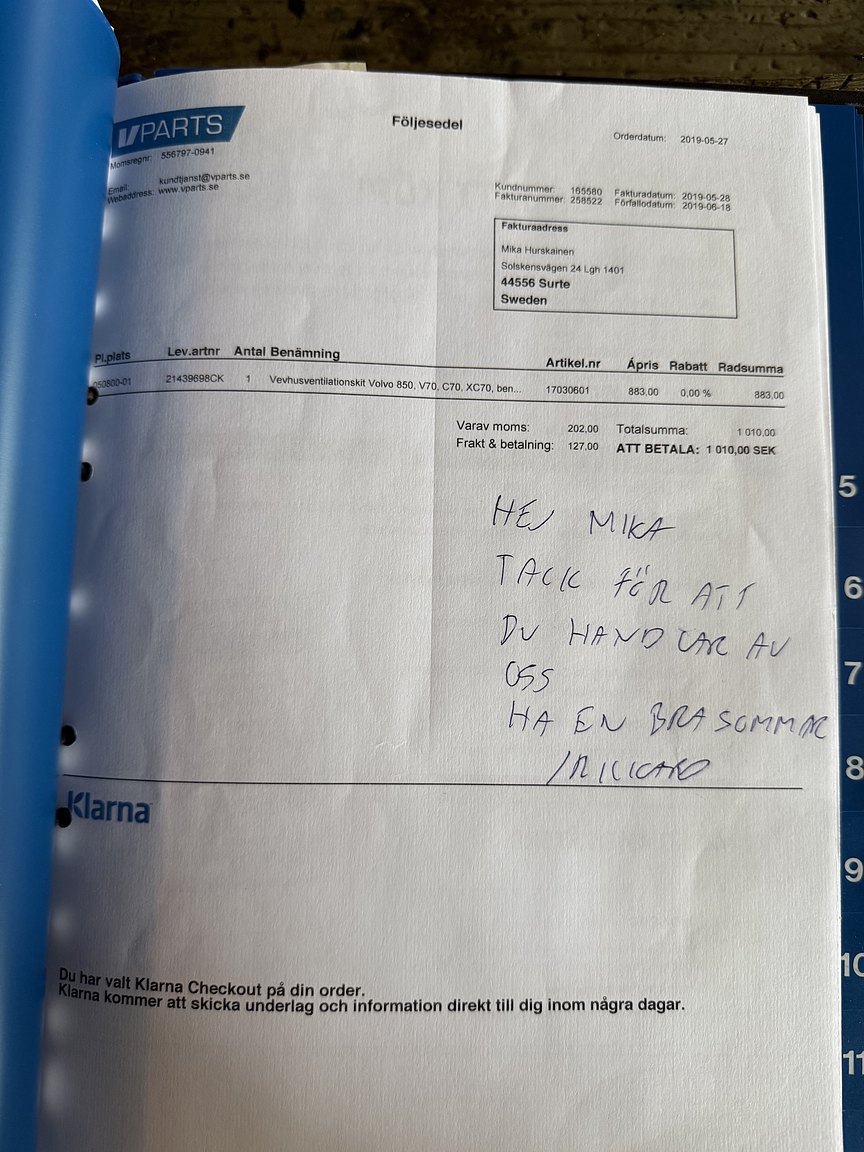 VPARTS
Följesedel
Orderdatum: 2019-05-27
Momsregnr: 556797-0941
Email: kundtjanst@vparts.se
Webaddress: www.vparts.se
Kundnummer: 165580 Fakturadatum: 2019-05-28
Fakturanummer: 258522 Förfallodatum: 2019-06-18
Fakturaadress
Mika Hurskainen
Solskensvägen 24 Lgh 1401
44556 Surte
Sweden
Pl.plats Lev.artnr Antal Benämning Artikel.nr Ápris Rabatt Radsumma
050800-01 21439698CK 1 Vevhusventilationskit Volvo 850, V70, C70, XC70, ben... 17030601 883,00 0,00 % 883,00
Varav moms: 202,00 Totalsumma: 1 010,00
Frakt & betalning: 127,00 ATT BETALA: 1 010,00 SEK
HEJ MIKA
TACK FÖR ATT
DU HANDLAR AV
OSS
HA EN BRA SOMMAR
/RICKARD
Klarna
Du har valt Klarna Checkout på din order.
Klarna kommer att skicka underlag och information direkt till dig inom några dagar.
5
6
7
8
9
10
11